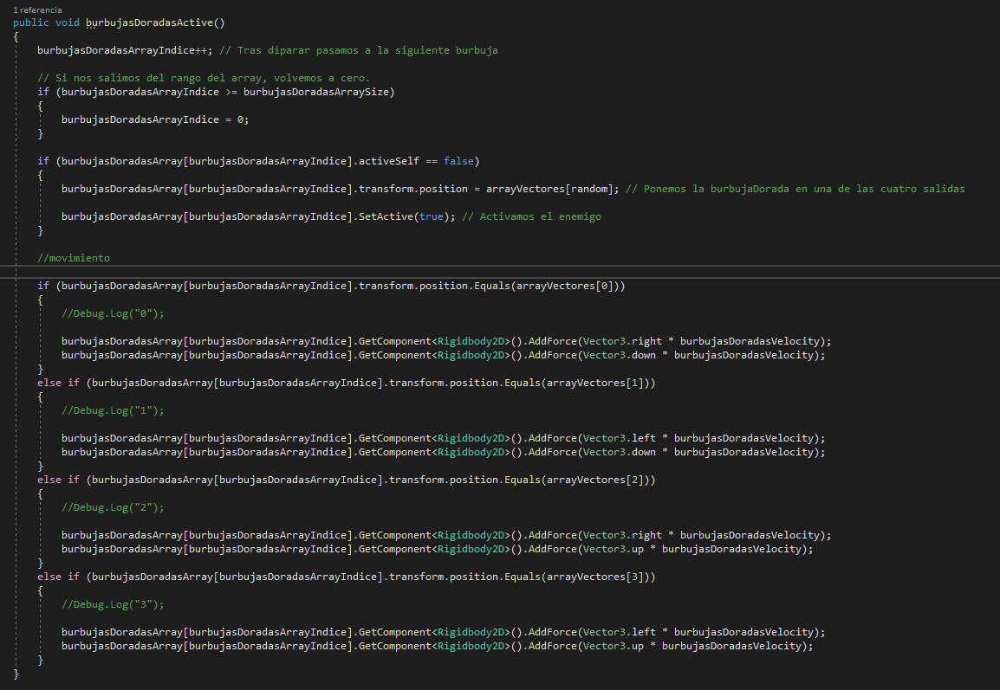 1 referencia
public void burbujasDoradasActive()
{
burbujasDoradasArrayIndice++; // Tras diparar pasamos a la siguiente burbuja
// Si nos salimos del rango del array, volvemos a cero.
if (burbujasDoradasArrayIndice >= burbujasDoradasArraySize)
{
burbujasDoradasArrayIndice = 0;
}
if (burbujasDoradasArray[burbujasDoradasArrayIndice].activeSelf == false)
{
burbujasDoradasArray[burbujasDoradasArrayIndice].transform.position = arrayVectores[random]; // Ponemos la burbujaDorada en una de las cuatro salidas
burbujasDoradasArray[burbujasDoradasArrayIndice].SetActive(true); // Activamos el enemigo
}
//movimiento
if (burbujasDoradasArray[burbujasDoradasArrayIndice].transform.position.Equals(arrayVectores[0]))
{
//Debug.Log("0");
burbujasDoradasArray[burbujasDoradasArrayIndice].GetComponent<Rigidbody2D>().AddForce(Vector3.right * burbujasDoradasVelocity);
burbujasDoradasArray[burbujasDoradasArrayIndice].GetComponent<Rigidbody2D>().AddForce(Vector3.down * burbujasDoradasVelocity);
}
else if (burbujasDoradasArray[burbujasDoradasArrayIndice].transform.position.Equals(arrayVectores[1]))
{
//Debug.Log("1");
burbujasDoradasArray[burbujasDoradasArrayIndice].GetComponent<Rigidbody2D>().AddForce(Vector3.left * burbujasDoradasVelocity);
burbujasDoradasArray[burbujasDoradasArrayIndice].GetComponent<Rigidbody2D>().AddForce(Vector3.down * burbujasDoradasVelocity);
}
else if (burbujasDoradasArray[burbujasDoradasArrayIndice].transform.position.Equals(arrayVectores[2]))
{
//Debug.Log("2");
burbujasDoradasArray[burbujasDoradasArrayIndice].GetComponent<Rigidbody2D>().AddForce(Vector3.right * burbujasDoradasVelocity);
burbujasDoradasArray[burbujasDoradasArrayIndice].GetComponent<Rigidbody2D>().AddForce(Vector3.up * burbujasDoradasVelocity);
}
else if (burbujasDoradasArray[burbujasDoradasArrayIndice].transform.position.Equals(arrayVectores[3]))
{
//Debug.Log("3");
burbujasDoradasArray[burbujasDoradasArrayIndice].GetComponent<Rigidbody2D>().AddForce(Vector3.left * burbujasDoradasVelocity);
burbujasDoradasArray[burbujasDoradasArrayIndice].GetComponent<Rigidbody2D>().AddForce(Vector3.up * burbujasDoradasVelocity);
}
}